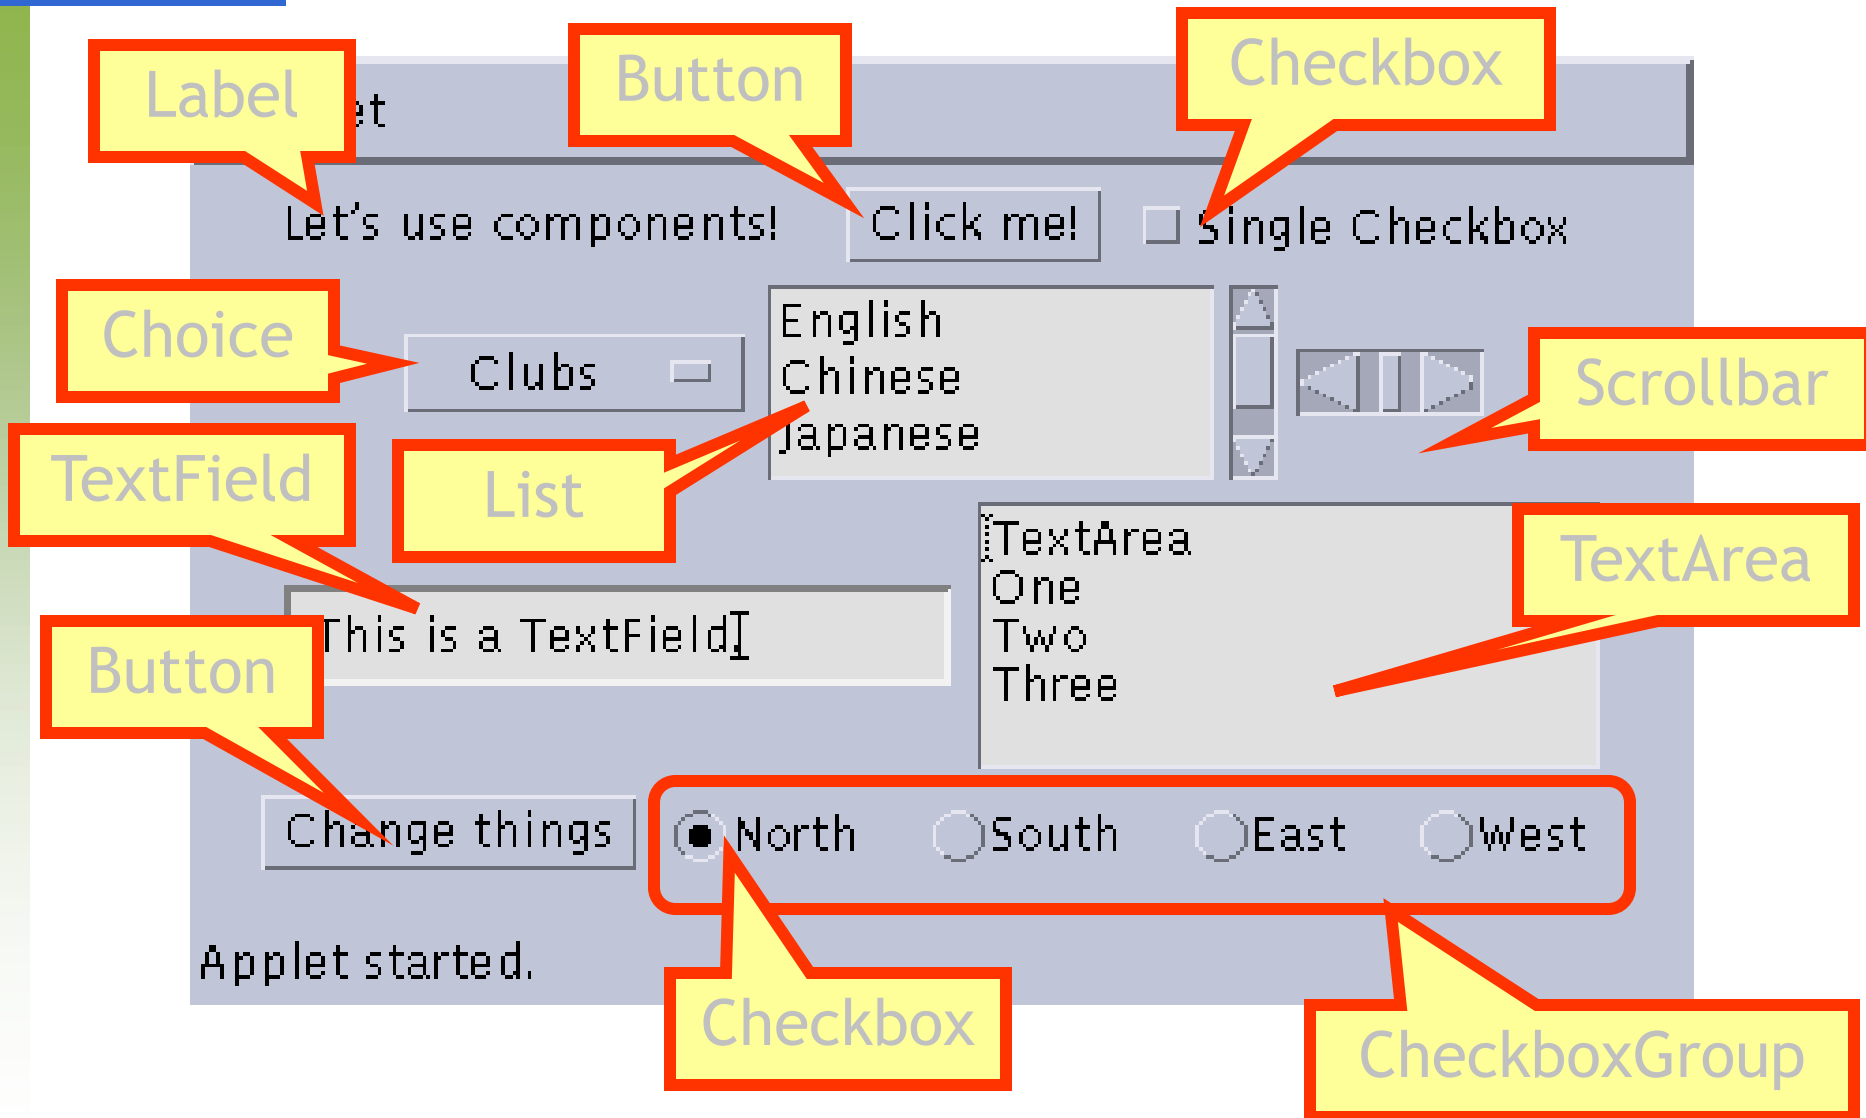 Label
Button
Checkbox
Let's use components!
Click me!
Single Checkbox
Choice
Clubs
English
Chinese
Japanese
Scrollbar
TextField
List
TextArea
One
Two
Three
TextArea
This is a TextField
Button
Change things
North
South
East
West
Applet started.
Checkbox
CheckboxGroup